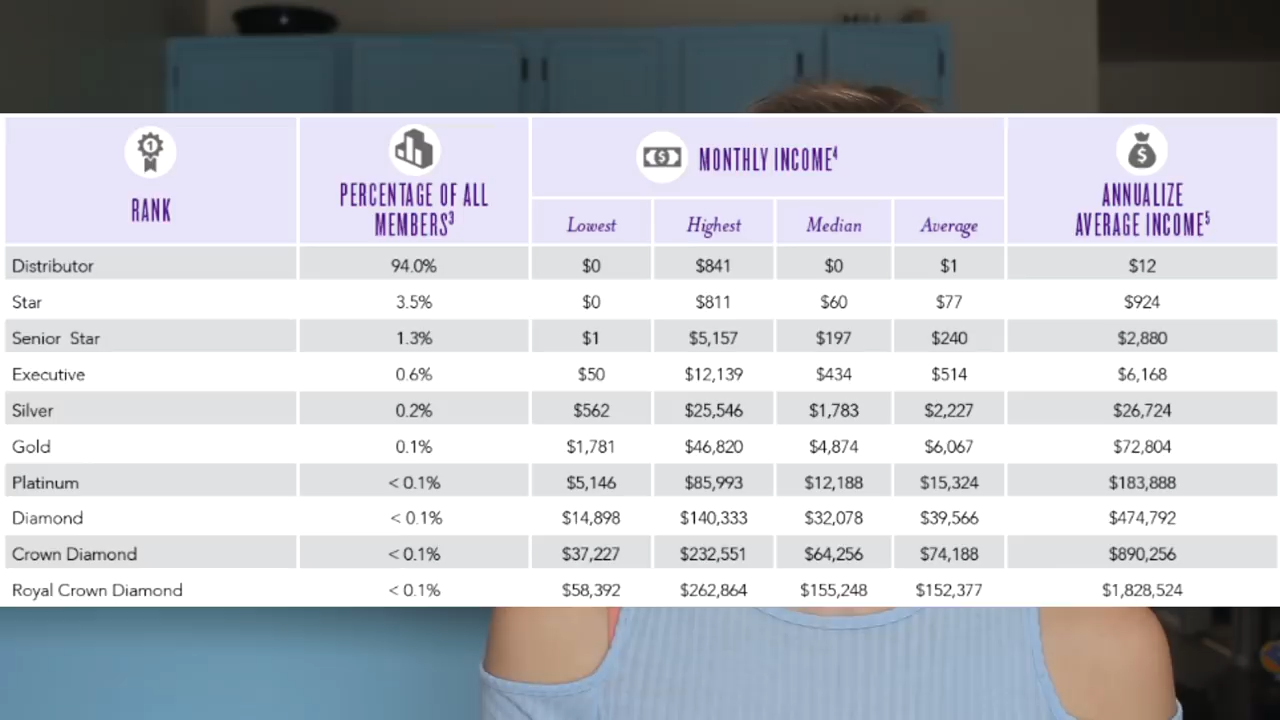 RANK
PERCENTAGE OF ALL
MEMBERS3
MONTHLY INCOME4
ANNUALIZE
AVERAGE INCOME5
Lowest Highest Median Average
Distributor 94.0% $0 $841 $0 $1 $12
Star 3.5% $0 $811 $60 $77 $924
Senior Star 1.3% $1 $5,157 $197 $240 $2,880
Executive 0.6% $50 $12,139 $434 $514 $6,168
Silver 0.2% $562 $25,546 $1,783 $2,227 $26,724
Gold 0.1% $1,781 $46,820 $4,874 $6,067 $72,804
Platinum < 0.1% $5,146 $85,993 $12,188 $15,324 $183,888
Diamond < 0.1% $14,898 $140,333 $32,078 $39,566 $474,792
Crown Diamond < 0.1% $37,227 $232,551 $64,256 $74,188 $890,256
Royal Crown Diamond < 0.1% $58,392 $262,864 $155,248 $152,377 $1,828,524